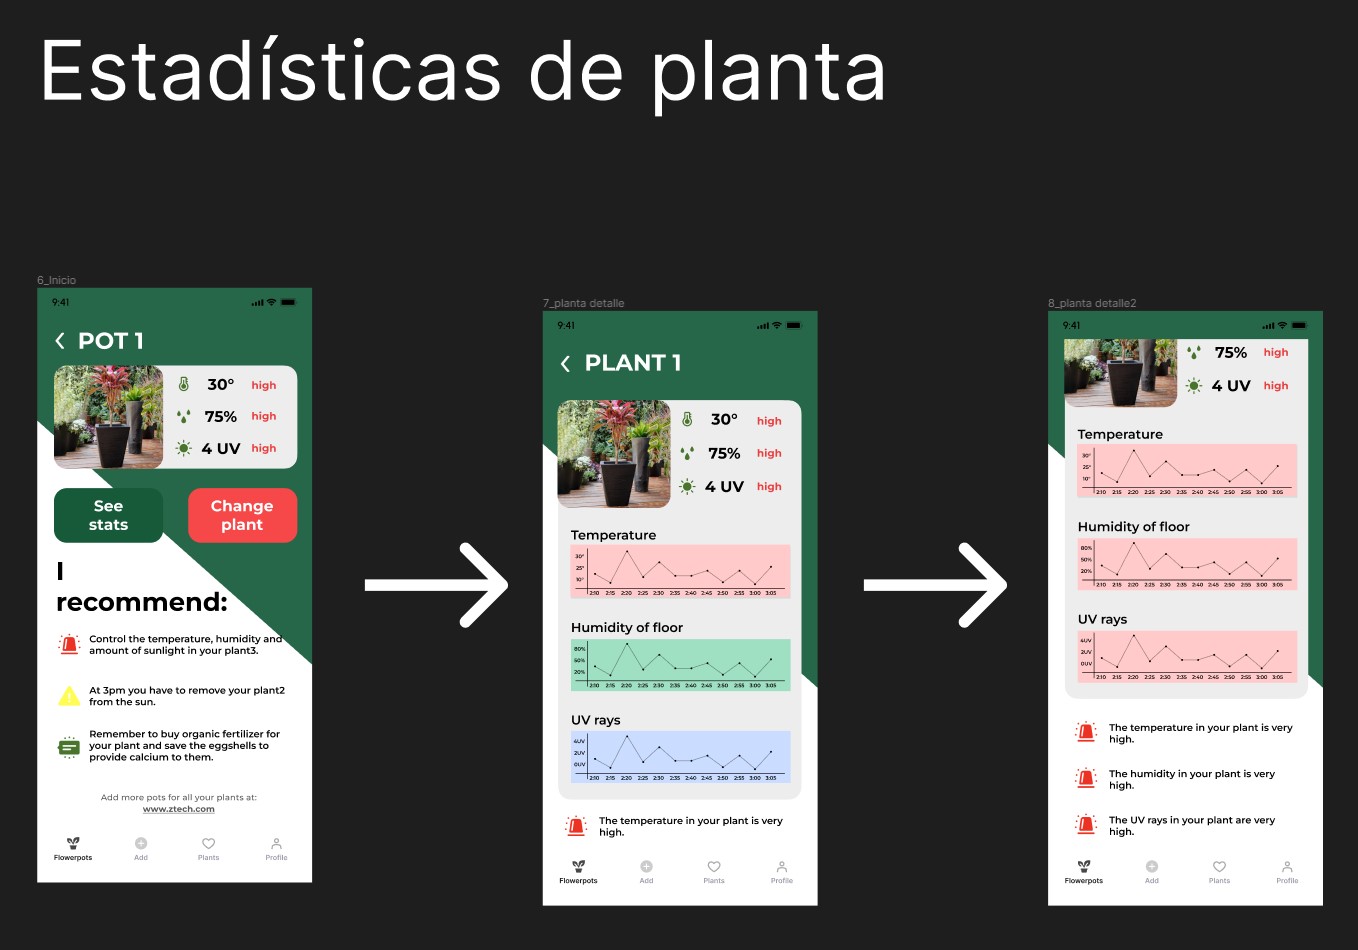 Estadísticas de planta
6_Inicio
9:41
POT 1
30° high
75% high
4 UV high
See
stats
Change
plant
I
recommend:
Control the temperature, humidity and
amount of sunlight in your plant3.
At 3pm you have to remove your plant2
from the sun.
Remember to buy organic fertilizer for
your plant and save the eggshells to
provide calcium to them.
Add more pots for all your plants at:
www.ztech.com
Flowerpots Add Plants Profile
7_planta detalle
9:41
PLANT 1
30° high
75% high
4 UV high
Temperature
30°
25°
10°
2:10 2:15 2:20 2:30 2:35 2:40 2:45 2:50 2:55 3:00 3:05
Humidity of floor
80%
50%
20%
2:10 2:15 2:20 2:30 2:35 2:40 2:45 2:50 2:55 3:00 3:05
UV rays
4UV
2UV
0UV
2:10 2:15 2:20 2:30 2:35 2:40 2:45 2:50 2:55 3:00 3:05
The temperature in your plant is very
high.
Flowerpots Add Plants Profile
8_planta detalle2
9:41
75% high
4 UV high
Temperature
30°
25°
10°
2:10 2:15 2:20 2:30 2:35 2:40 2:45 2:50 2:55 3:00 3:05
Humidity of floor
80%
50%
20%
2:10 2:15 2:20 2:30 2:35 2:40 2:45 2:50 2:55 3:00 3:05
UV rays
4UV
2UV
0UV
2:10 2:15 2:20 2:30 2:35 2:40 2:45 2:50 2:55 3:00 3:05
The temperature in your plant is very
high.
The humidity in your plant is very
high.
The UV rays in your plant are very
high.
Flowerpots Add Plants Profile